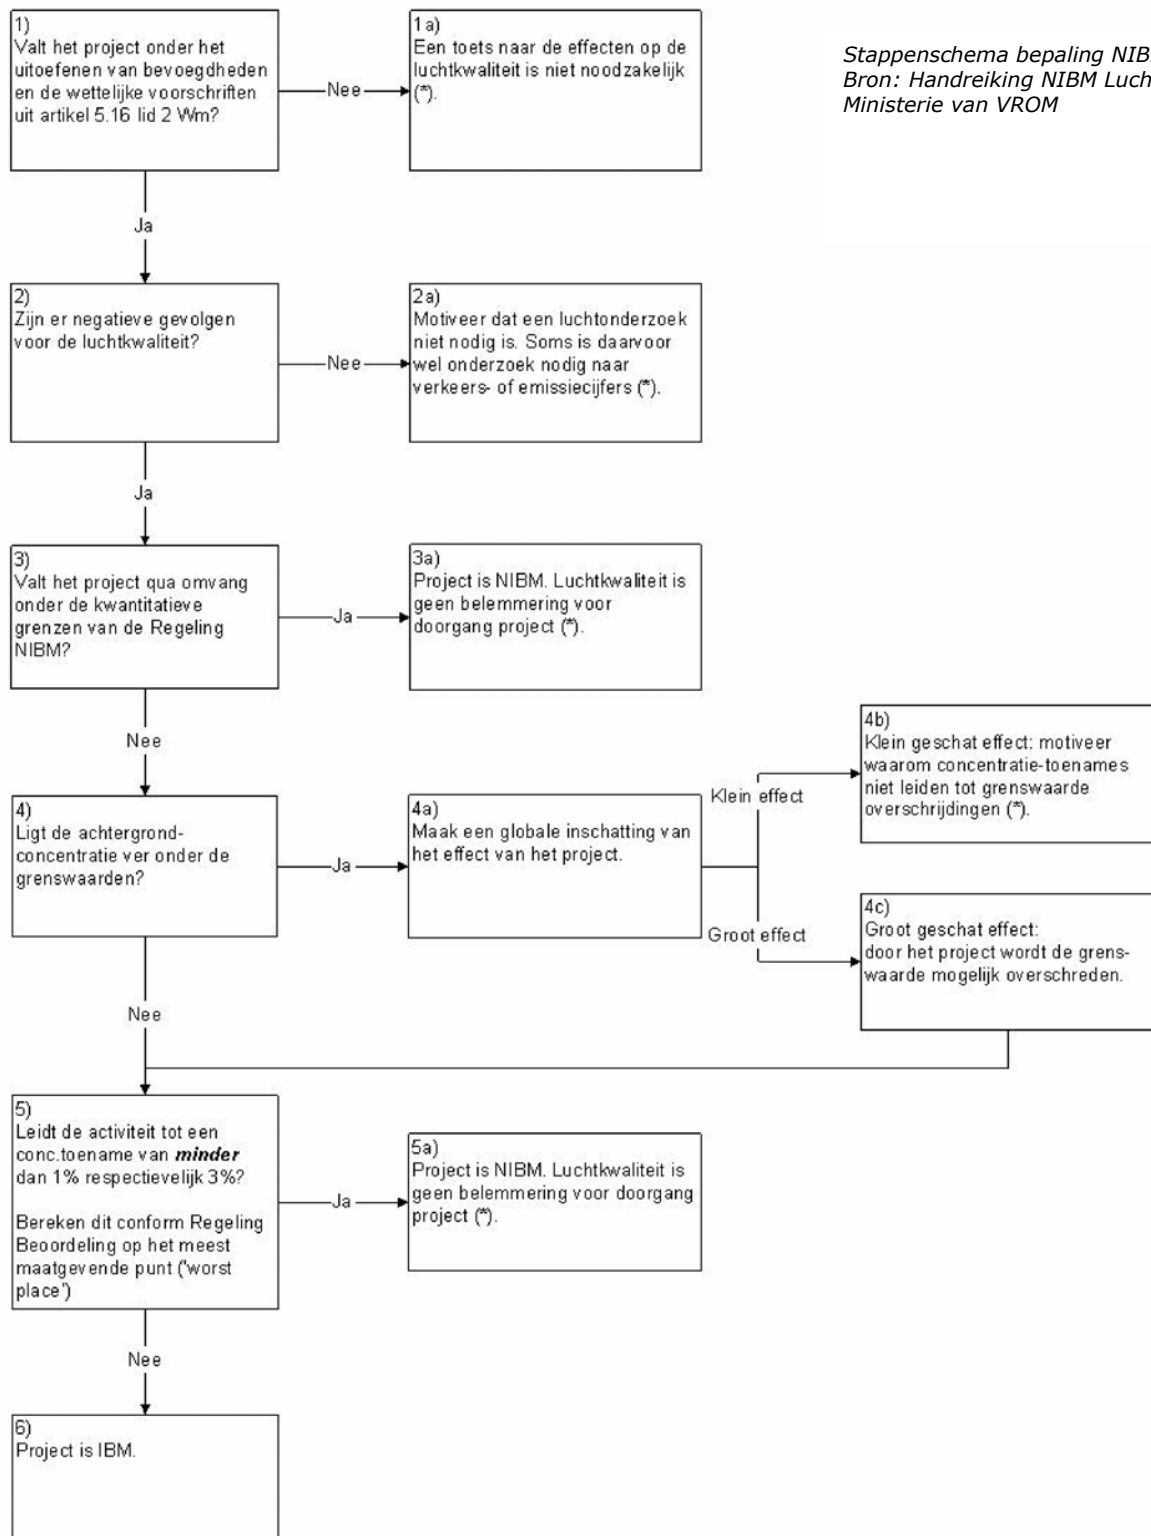 1)
Valt het project onder het
uitoefenen van bevoegdheden
en de wettelijke voorschriften
uit artikel 5.16 lid 2 Wm?
Nee
1a)
Een toets naar de effecten op de
luchtkwaliteit is niet noodzakelijk
(*).
Stappenschema bepaling NIB
Bron: Handreiking NIBM Luch
Ministerie van VROM
Ja
2)
Zijn er negatieve gevolgen
voor de luchtkwaliteit?
Nee
2a)
Motiveer dat een luchtonderzoek
niet nodig is. Soms is daarvoor
wel onderzoek nodig naar
verkeers- of emissiecijfers (*).
Ja
3)
Valt het project qua omvang
onder de kwantitatieve
grenzen van de Regeling
NIBM?
Ja
3a)
Project is NIBM. Luchtkwaliteit is
geen belemmering voor
doorgang project (*).
Nee
4)
Ligt de achtergrond-
concentratie ver onder de
grenswaarden?
Ja
4a)
Maak een globale inschatting van
het effect van het project.
Klein effect
4b)
Klein geschat effect: motiveer
waarom concentratie-toenames
niet leiden tot grenswaarde
overschrijdingen (*).
Groot effect
4c)
Groot geschat effect:
door het project wordt de grens-
waarde mogelijk overschreden.
Nee
5)
Leidt de activiteit tot een
conc.toename van minder
dan 1% respectievelijk 3%?
Bereken dit conform Regeling
Beoordeling op het meest
maatgevende punt ('worst
place')
Ja
5a)
Project is NIBM. Luchtkwaliteit is
geen belemmering voor doorgang
project (*).
Nee
6)
Project is IBM.